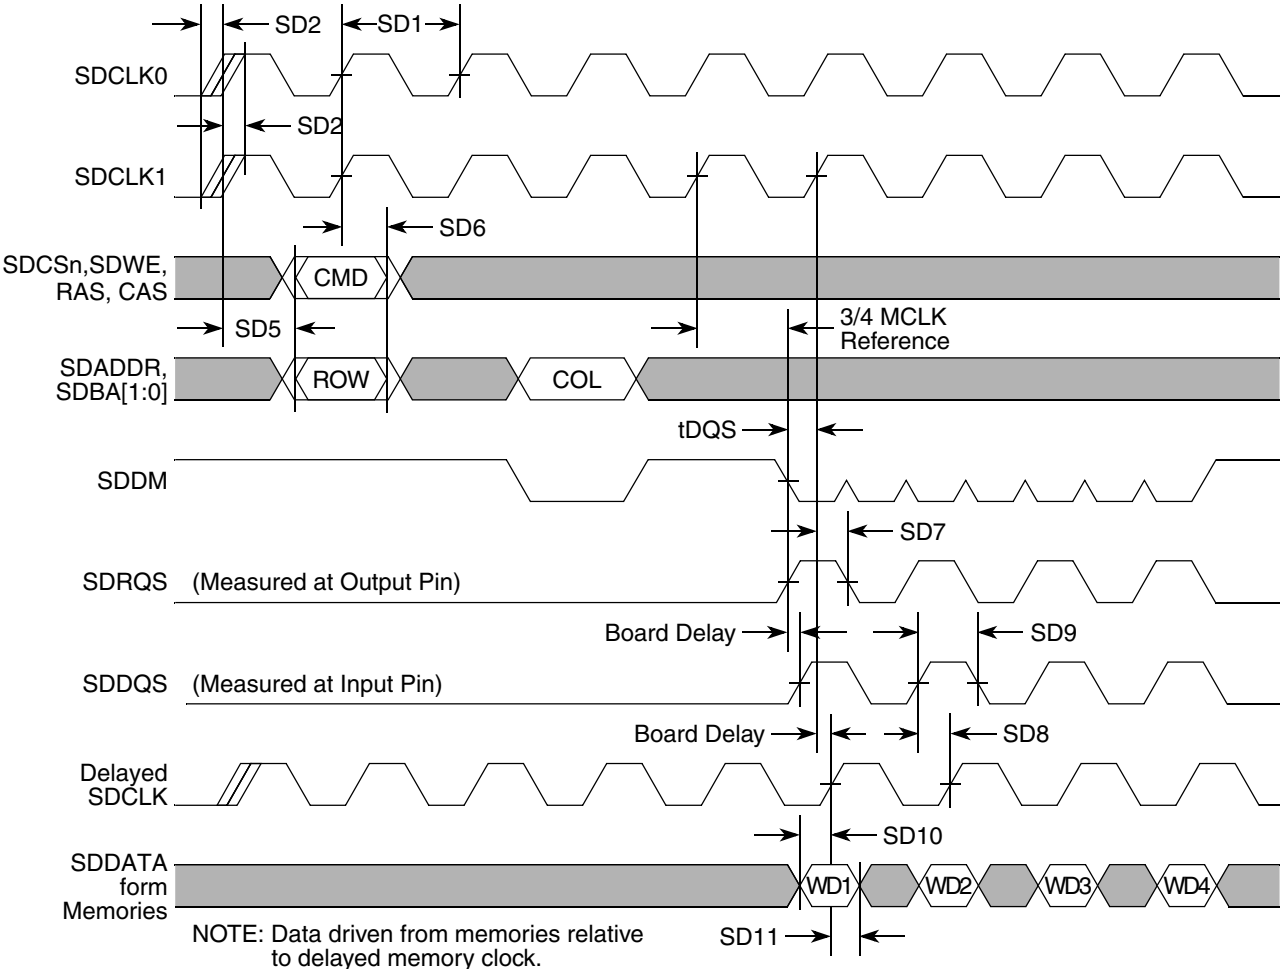 SD2
SD1
SDCLK0
SD2
SDCLK1
SD6
SDCSn,SDWE,
RAS, CAS
CMD
SD5
3/4 MCLK
Reference
SDADDR,
SDBA[1:0]
ROW
COL
tDQS
SDDM
SD7
SDRQS
(Measured at Output Pin)
Board Delay
SD9
SDDQS
(Measured at Input Pin)
Board Delay
SD8
Delayed
SDCLK
SD10
SDDATA
form
Memories
WD1
WD2
WD3
WD4
NOTE: Data driven from memories relative
to delayed memory clock.
SD11